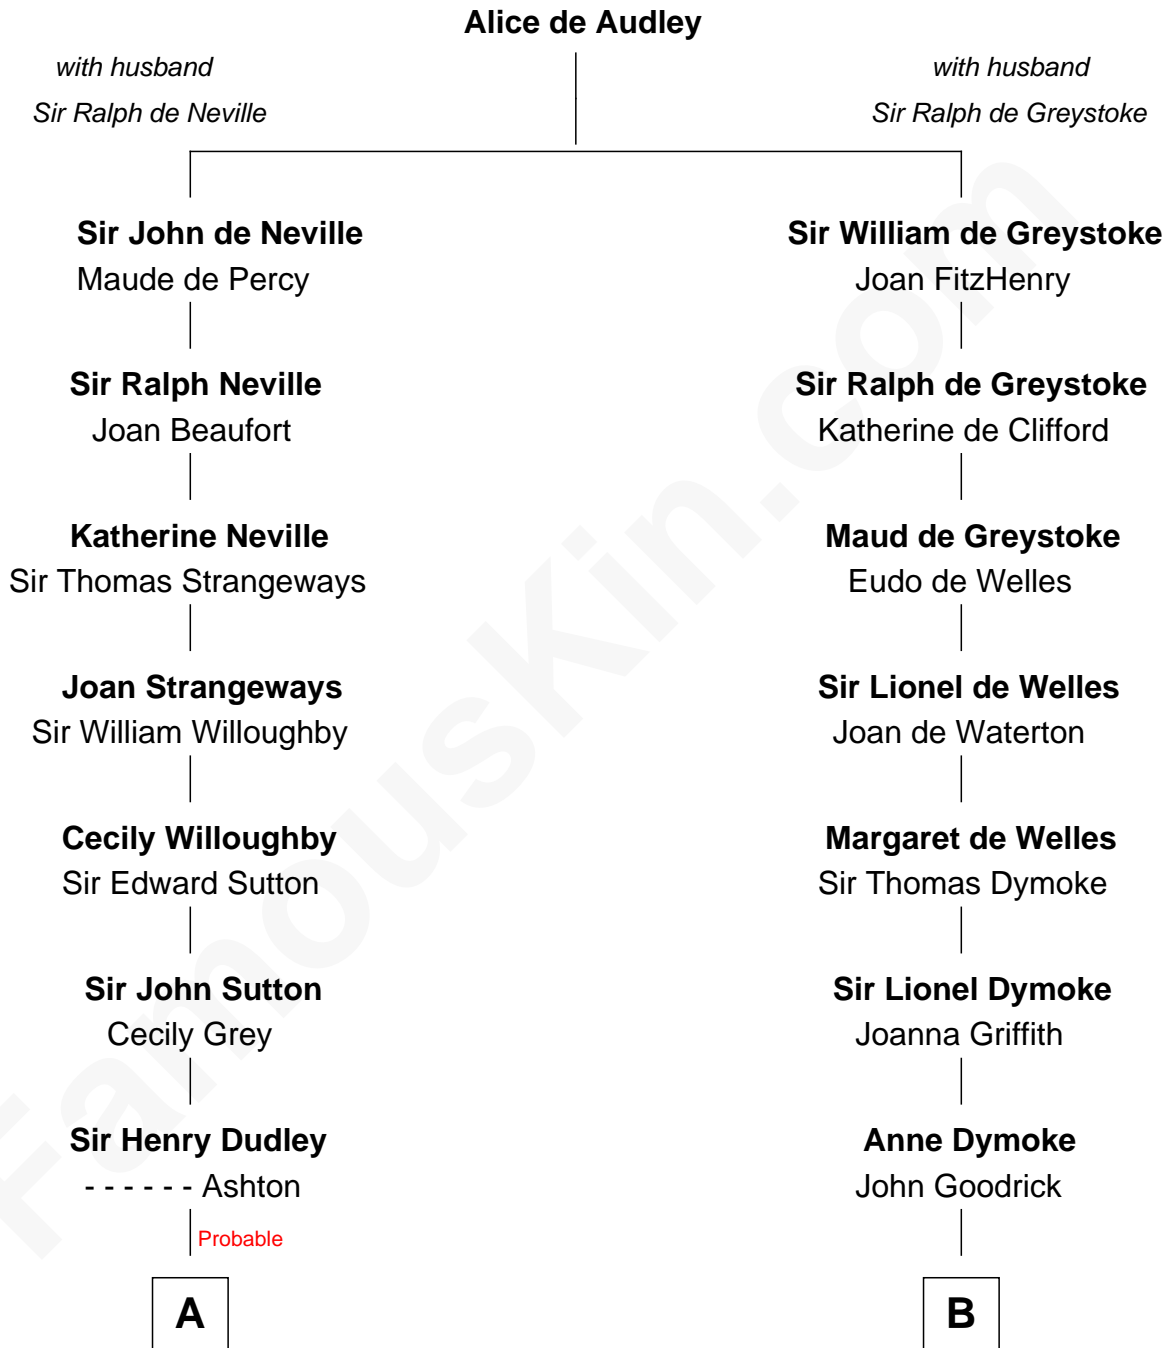 Alice de Audley
with husband
Sir Ralph de Neville
with husband
Sir Ralph de Greystoke
Sir John de Neville
Maude de Percy
Sir William de Greystoke
Joan FitzHenry
Sir Ralph Neville
Joan Beaufort
Sir Ralph de Greystoke
Katherine de Clifford
Katherine Neville
Sir Thomas Strangeways
Maud de Greystoke
Eudo de Welles
Joan Strangeways
Sir William Willoughby
Sir Lionel de Welles
Joan de Waterton
Cecily Willoughby
Sir Edward Sutton
Margaret de Welles
Sir Thomas Dymoke
Sir John Sutton
Cecily Grey
Sir Lionel Dymoke
Joanna Griffith
Sir Henry Dudley
- - - - - - Ashton
Anne Dymoke
John Goodrick
Probable
A
B
FamousKin.com